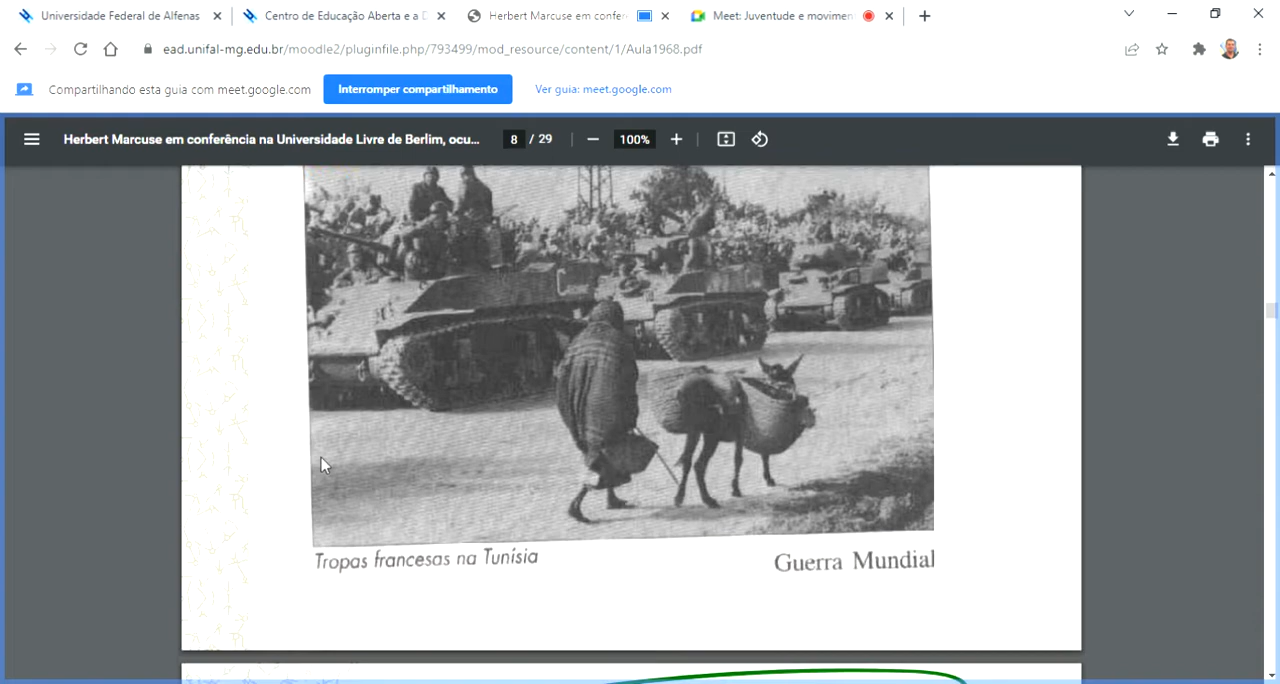 Universidade Federal de Alfenas
Centro de Educação Aberta e a
Herbert Marcuse em confer
Meet: Juventude e movimen
ead.unifal-mg.edu.br/moodle2/pluginfile.php/793499/mod_resource/content/1/Aula1968.pdf
Compartilhando esta guia com meet.google.com
Interromper compartilhamento
Ver guia: meet.google.com
Herbert Marcuse em conferência na Universidade Livre de Berlim, ocu...
8 / 29
100%
Tropas francesas na Tunísia
Guerra Mundial